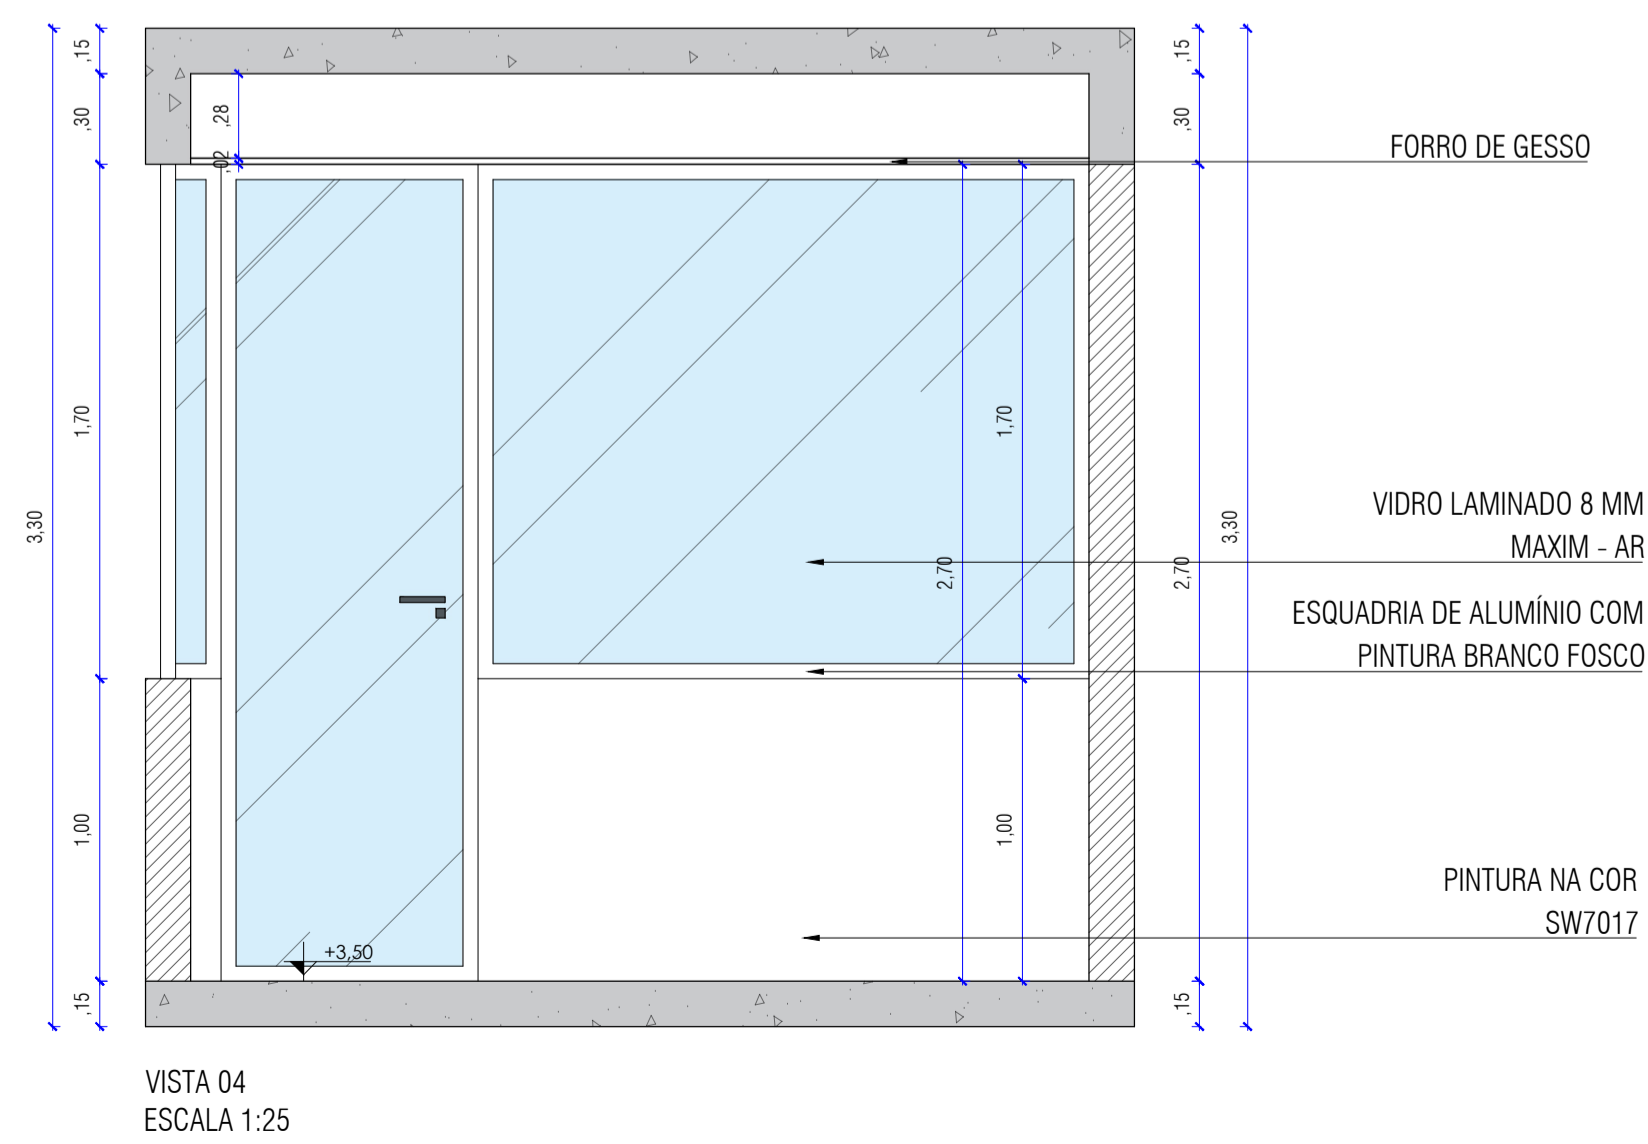 ,15
,15
,30
,28
,30
,02
FORRO DE GESSO
1,70
1,70
3,30
3,30
VIDRO LAMINADO 8 MM
MAXIM - AR
2,70
2,70
ESQUADRIA DE ALUMÍNIO COM
PINTURA BRANCO FOSCO
1,00
1,00
PINTURA NA COR
SW7017
+3,50
,15
,15
VISTA 04
ESCALA 1:25